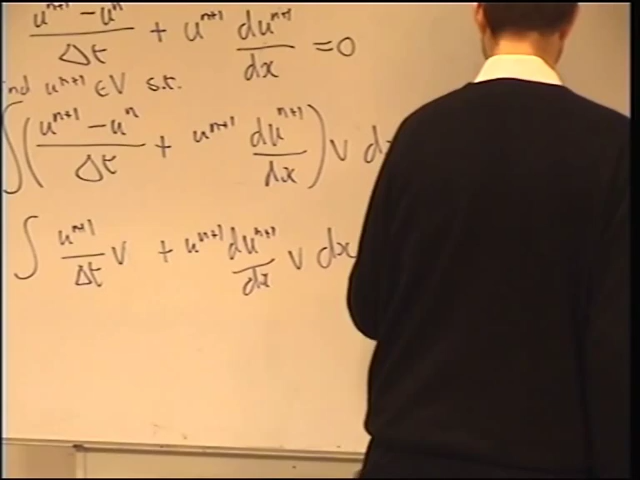 u^{n+1} - u^n / Δt + u^{n+1} du^{n+1}/dx = 0
nd u^{n+1} ∈ V s.t.
∫ ( u^{n+1} - u^n / Δt + u^{n+1} du^{n+1}/dx ) v d
∫ u^{n+1}/Δt v + u^{n+1} du^{n+1}/dx v dx